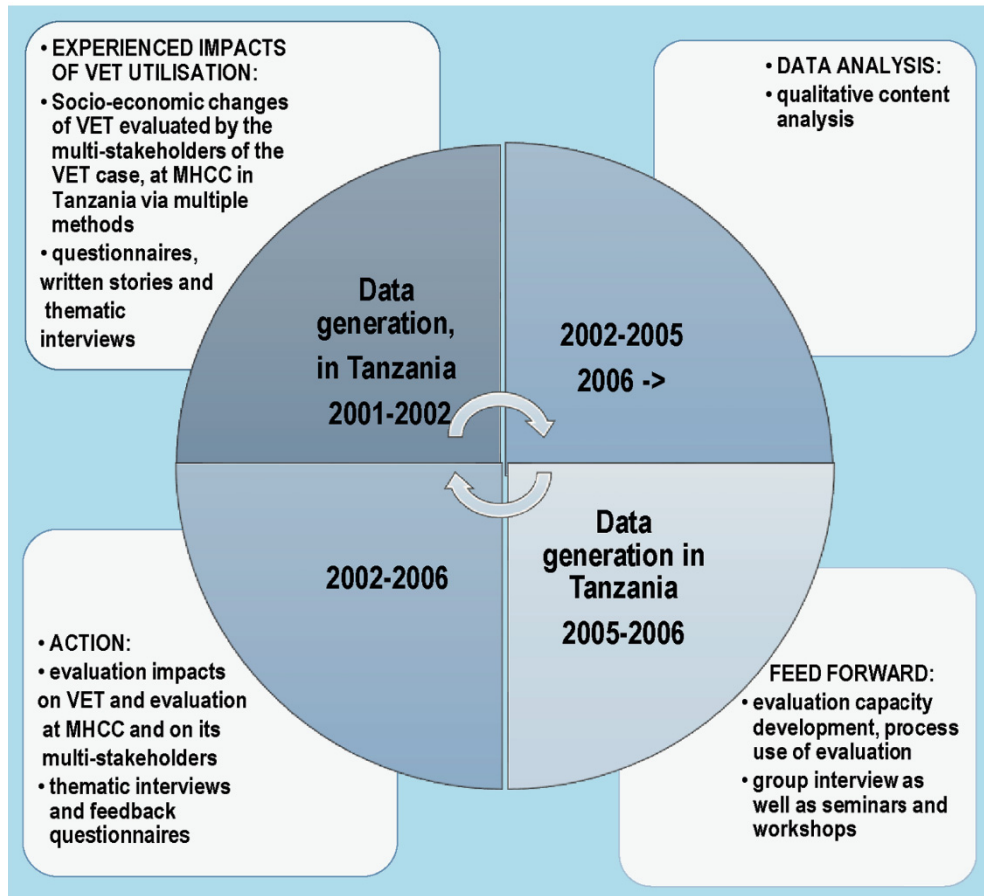 • EXPERIENCED IMPACTS
OF VET UTILISATION:
• Socio-economic changes
of VET evaluated by the
multi-stakeholders of the
VET case, at MHCC in
Tanzania via multiple
methods
• questionnaires,
written stories and
thematic
interviews
• DATA ANALYSIS:
• qualitative content
analysis
Data
generation,
in Tanzania
2001-2002
2002-2005
2006 ->
2002-2006
Data
generation in
Tanzania
2005-2006
• ACTION:
• evaluation impacts
on VET and evaluation
at MHCC and on its
multi-stakeholders
• thematic interviews
and feedback
questionnaires
FEED FORWARD:
• evaluation capacity
development, process
use of evaluation
• group interview as
well as seminars and
workshops